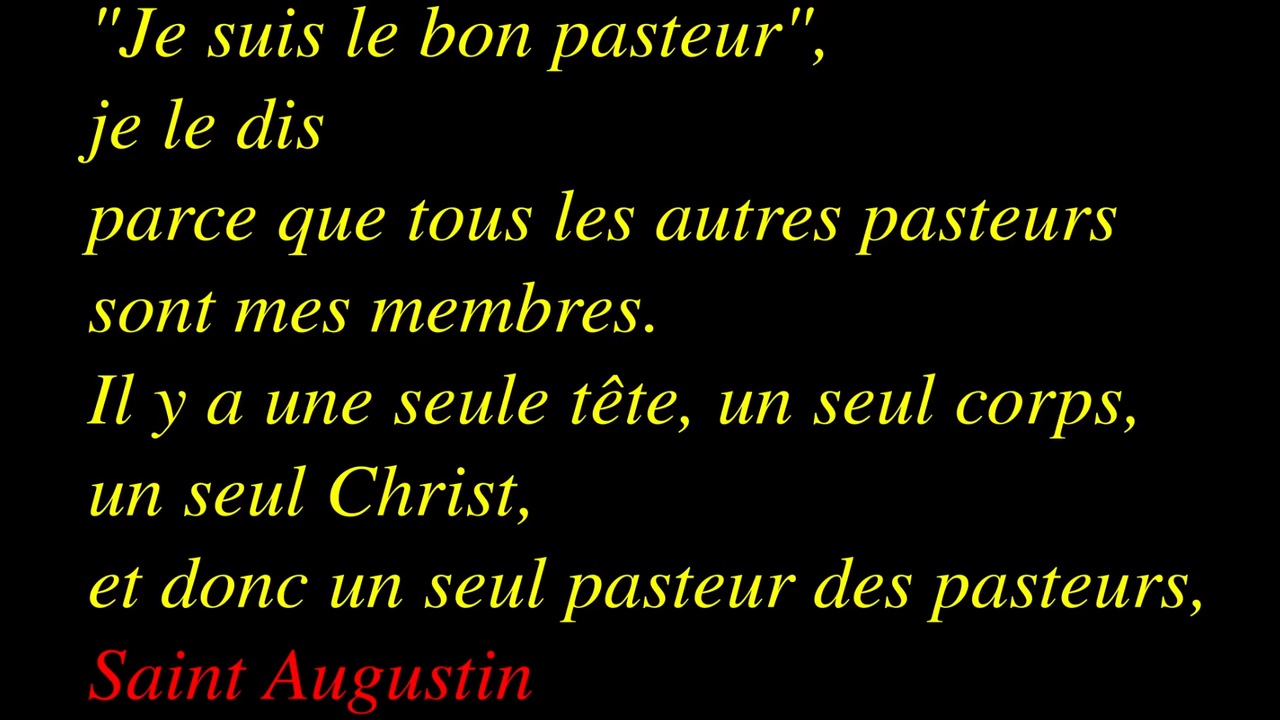 "Je suis le bon pasteur",
je le dis
parce que tous les autres pasteurs
sont mes membres.
Il y a une seule tête, un seul corps,
un seul Christ,
et donc un seul pasteur des pasteurs,
Saint Augustin